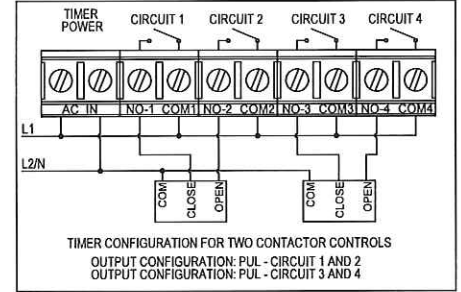 TIMER POWER CIRCUIT 1 CIRCUIT 2 CIRCUIT 3 CIRCUIT 4
AC IN NO-1 COM1 NO-2 COM2 NO-3 COM3 NO-4 COM4
L1
L2/N
COM CLOSE OPEN COM CLOSE OPEN
TIMER CONFIGURATION FOR TWO CONTACTOR CONTROLS
OUTPUT CONFIGURATION: PUL - CIRCUIT 1 AND 2
OUTPUT CONFIGURATION: PUL - CIRCUIT 3 AND 4